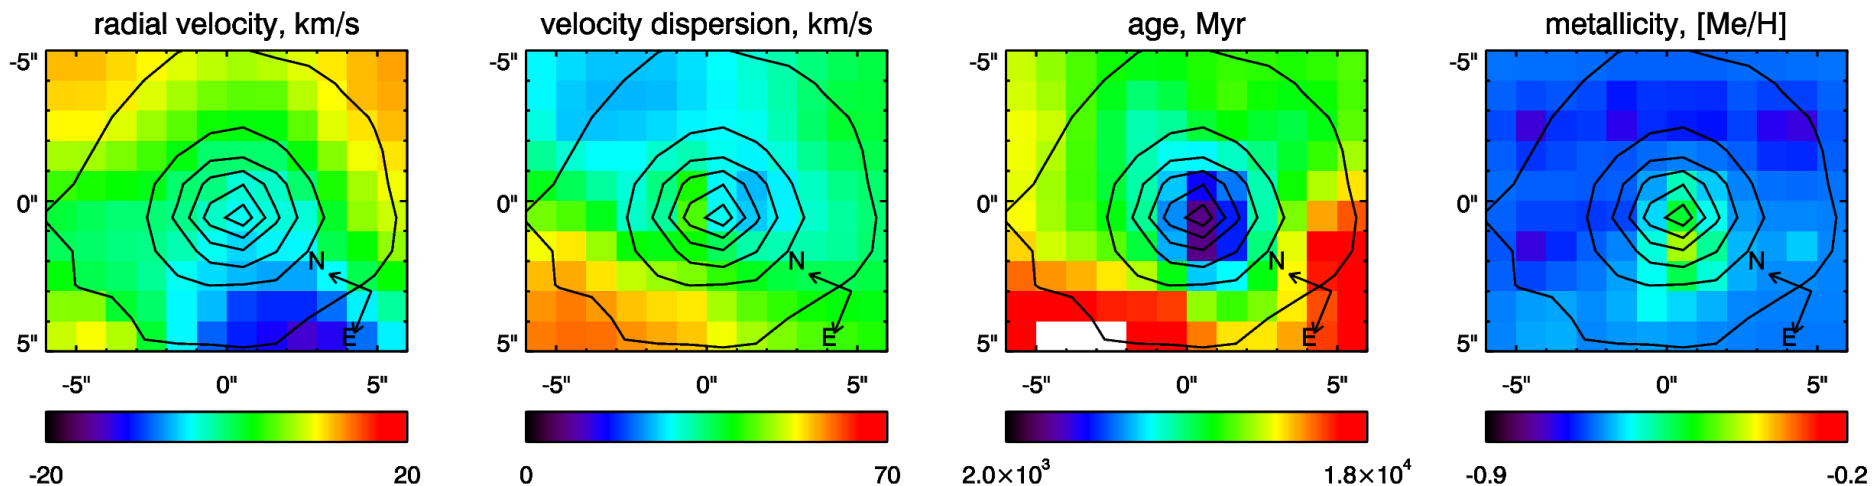 radial velocity, km/s
velocity dispersion, km/s
age, Myr
metallicity, [Me/H]
-5" -5" -5" -5"
0" 0" 0" 0"
N N N N
E E E E
5" 5" 5" 5"
-5" 0" 5" -5" 0" 5" -5" 0" 5" -5" 0" 5"
-20 20 0 70 2.0×10³ 1.8×10⁴ -0.9 -0.2